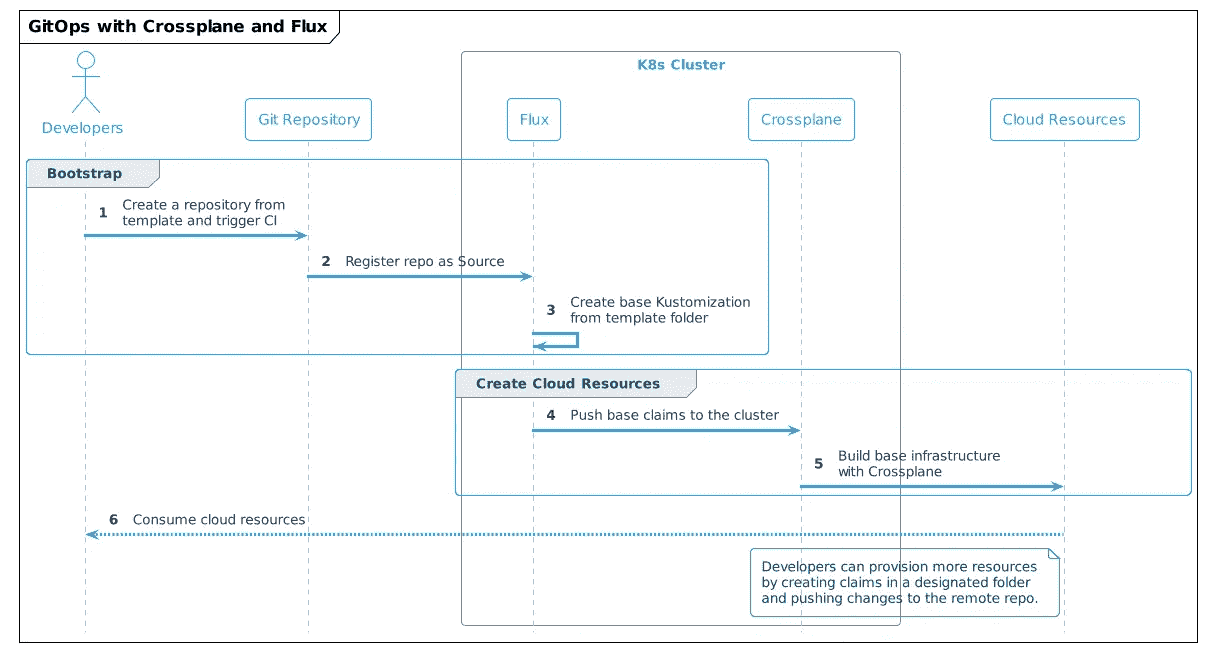 GitOps with Crossplane and Flux
K8s Cluster
Developers
Git Repository
Flux
Crossplane
Cloud Resources
Bootstrap
1 Create a repository from
template and trigger CI
2 Register repo as Source
3 Create base Kustomization
from template folder
Create Cloud Resources
4 Push base claims to the cluster
5 Build base infrastructure
with Crossplane
6 Consume cloud resources
Developers can provision more resources
by creating claims in a designated folder
and pushing changes to the remote repo.